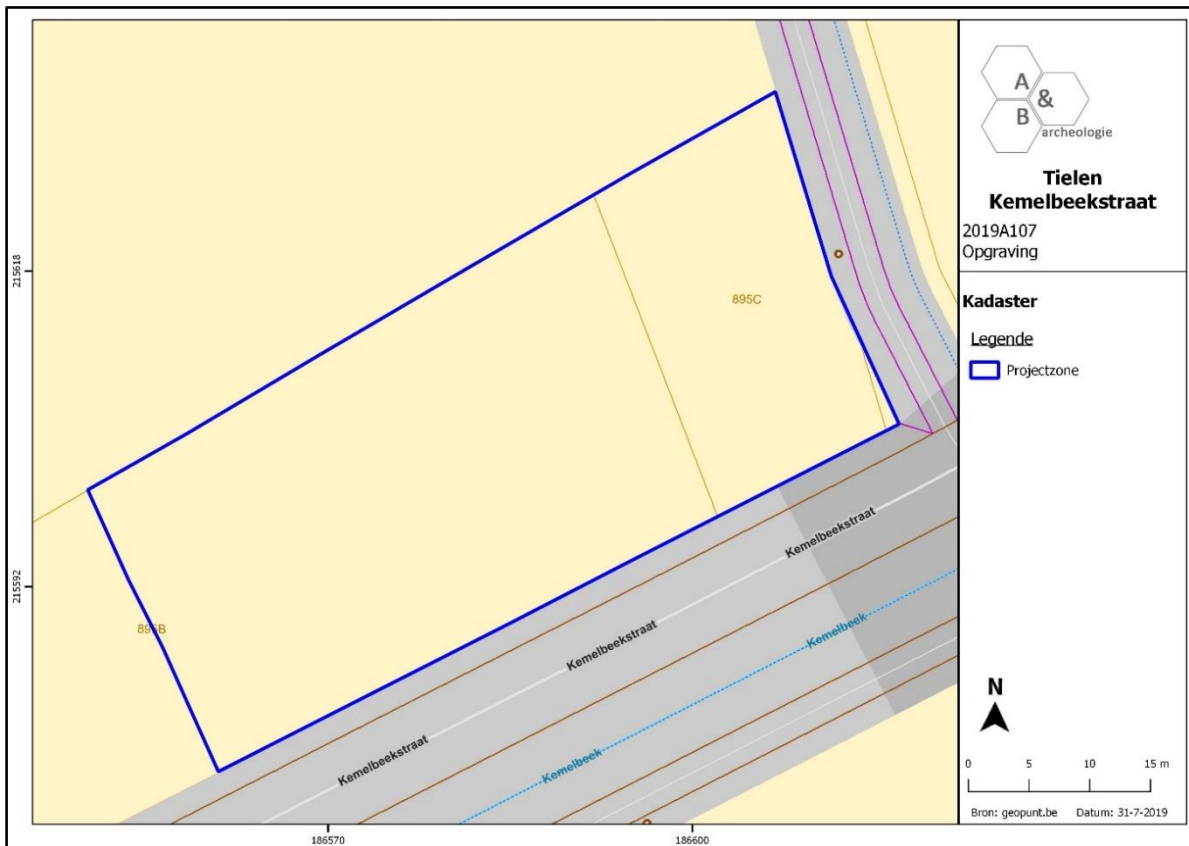 895C
895B
Kemelbeekstraat
Kemelbeekstraat
Kemelbeekstraat
Kemelbeek
Kemelbeek
215618
215592
186570
186600
A
&
B
archeologie
Tielen
Kemelbeekstraat
2019A107
Opgraving
Kadaster
Legende
Projectzone
N
0 5 10 15 m
Bron: geopunt.be Datum: 31-7-2019